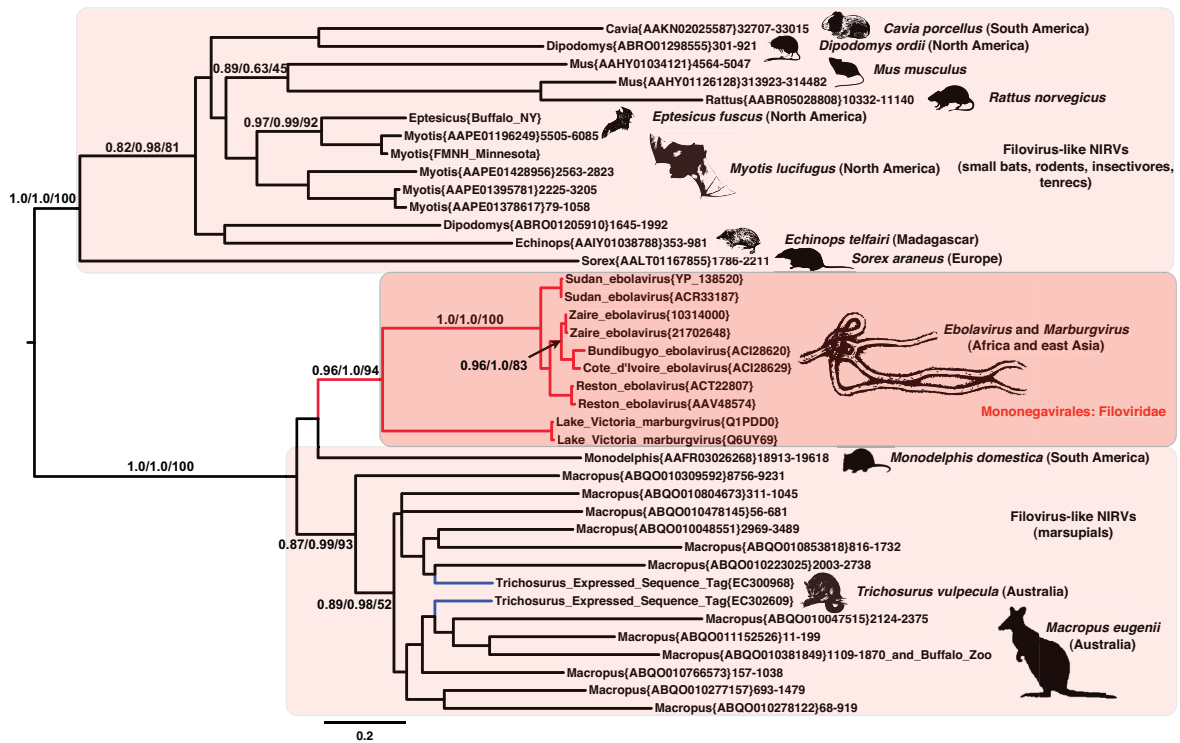 Cavia{AAKN02025587}32707-33015
Cavia porcellus (South America)
Dipodomys{ABRO01298555}301-921
Dipodomys ordii (North America)
Mus{AAHY01034121}4564-5047
Mus musculus
0.89/0.63/45
Mus{AAHY01126128}313923-314482
Rattus{AABR05028808}10332-11140
Rattus norvegicus
Eptesicus{Buffalo_NY}
Eptesicus fuscus (North America)
0.97/0.99/92
Myotis{AAPE01196249}5505-6085
Myotis{FMNH_Minnesota}
0.82/0.98/81
Filovirus-like NIRVs
(small bats, rodents, insectivores,
tenrecs)
Myotis{AAPE01428956}2563-2823
Myotis lucifugus (North America)
Myotis{AAPE01395781}2225-3205
1.0/1.0/100
Myotis{AAPE01378617}79-1058
Dipodomys{ABRO01205910}1645-1992
Echinops{AAIY01038788}353-981
Echinops telfairi (Madagascar)
Sorex{AALT01167855}1786-2211
Sorex araneus (Europe)
Sudan_ebolavirus{YP_138520}
Sudan_ebolavirus{ACR33187}
Zaire_ebolavirus{10314000}
1.0/1.0/100
Zaire_ebolavirus{21702648}
Ebolavirus and Marburgvirus
(Africa and east Asia)
Bundibugyo_ebolavirus{ACI28620}
0.96/1.0/83
Cote_d'Ivoire_ebolavirus{ACI28629}
0.96/1.0/94
Reston_ebolavirus{ACT22807}
Reston_ebolavirus{AAV48574}
Mononegavirales: Filoviridae
Lake_Victoria_marburgvirus{Q1PDD0}
Lake_Victoria_marburgvirus{Q6UY69}
Monodelphis{AAFR03026268}18913-19618
Monodelphis domestica (South America)
1.0/1.0/100
Macropus{ABQO010309592}8756-9231
Macropus{ABQO010804673}311-1045
Macropus{ABQO010478145}56-681
Filovirus-like NIRVs
(marsupials)
Macropus{ABQO010048551}2969-3489
0.87/0.99/93
Macropus{ABQO010853818}816-1732
Macropus{ABQO010223025}2003-2738
Trichosurus_Expressed_Sequence_Tag{EC300968}
Trichosurus vulpecula (Australia)
0.89/0.98/52
Trichosurus_Expressed_Sequence_Tag{EC302609}
Macropus{ABQO010047515}2124-2375
Macropus eugenii
(Australia)
Macropus{ABQO011152526}11-199
Macropus{ABQO010381849}1109-1870_and_Buffalo_Zoo
Macropus{ABQO010766573}157-1038
Macropus{ABQO010277157}693-1479
Macropus{ABQO010278122}68-919
0.2